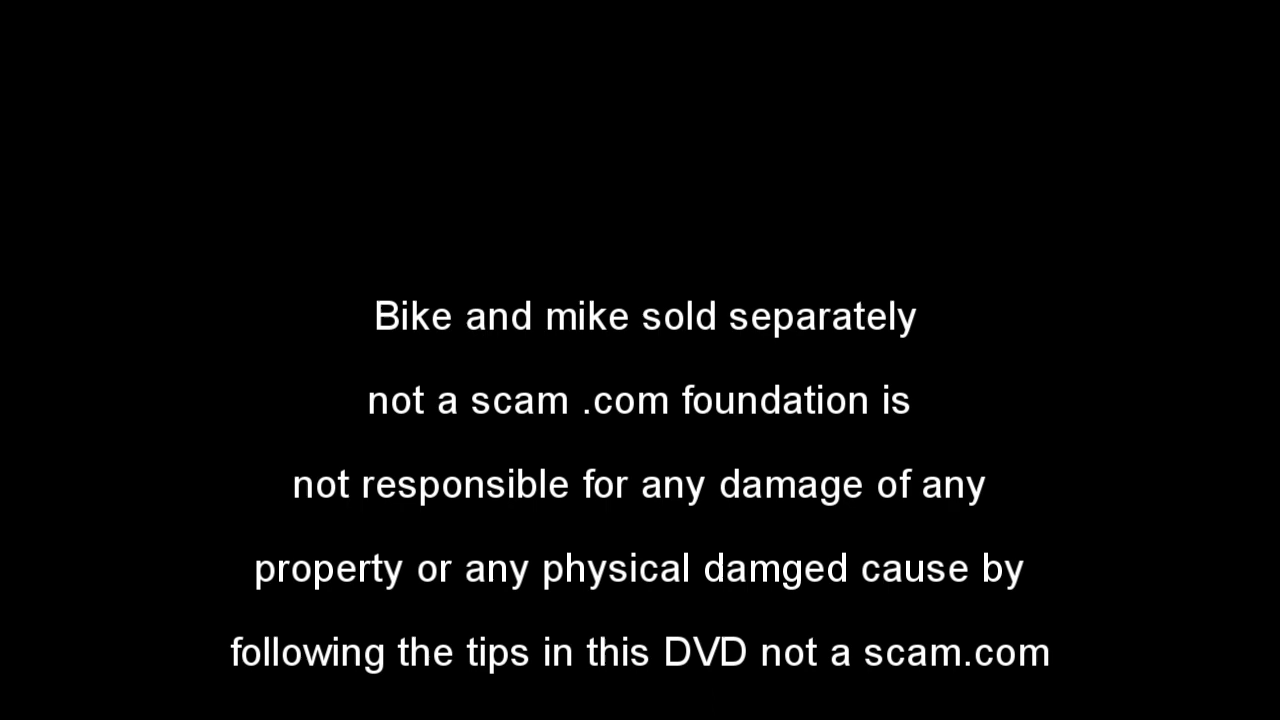 Bike and mike sold separately
not a scam .com foundation is
not responsible for any damage of any
property or any physical damged cause by
following the tips in this DVD not a scam.com